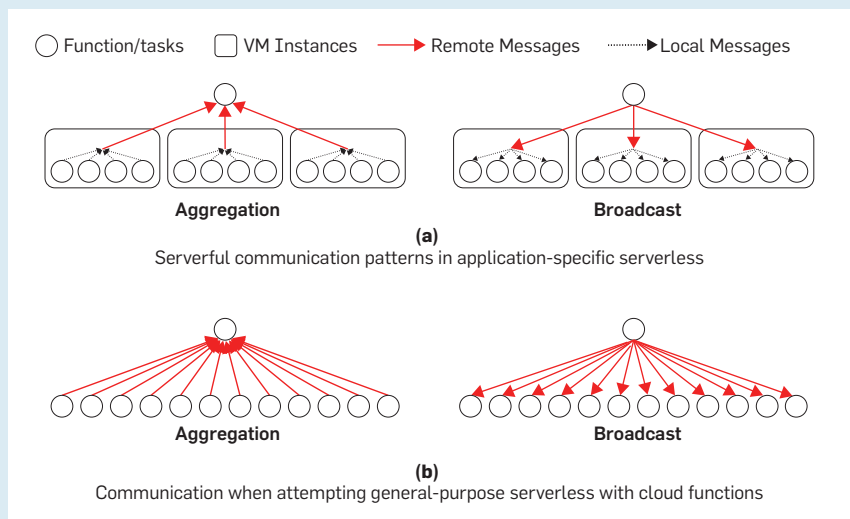 Function/tasks VM Instances Remote Messages Local Messages
Aggregation Broadcast
(a)
Serverful communication patterns in application-specific serverless
Aggregation Broadcast
(b)
Communication when attempting general-purpose serverless with cloud functions